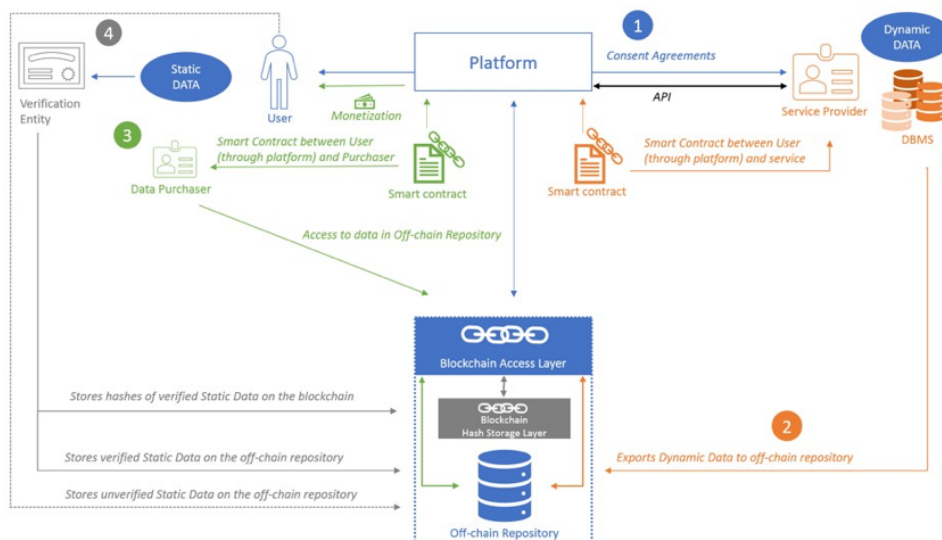 4
1
Dynamic
DATA
Static
DATA
Platform
Consent Agreements
API
Verification
Entity
User
Monetization
Service Provider
DBMS
3
Smart Contract between User
(through platform) and Purchaser
Smart Contract between User
(through platform) and service
Data Purchaser
Smart contract
Smart contract
Access to data in Off-chain Repository
Blockchain Access Layer
Stores hashes of verified Static Data on the blockchain
Blockchain
Hash Storage Layer
2
Stores verified Static Data on the off-chain repository
Exports Dynamic Data to off-chain repository
Stores unverified Static Data on the off-chain repository
Off-chain Repository